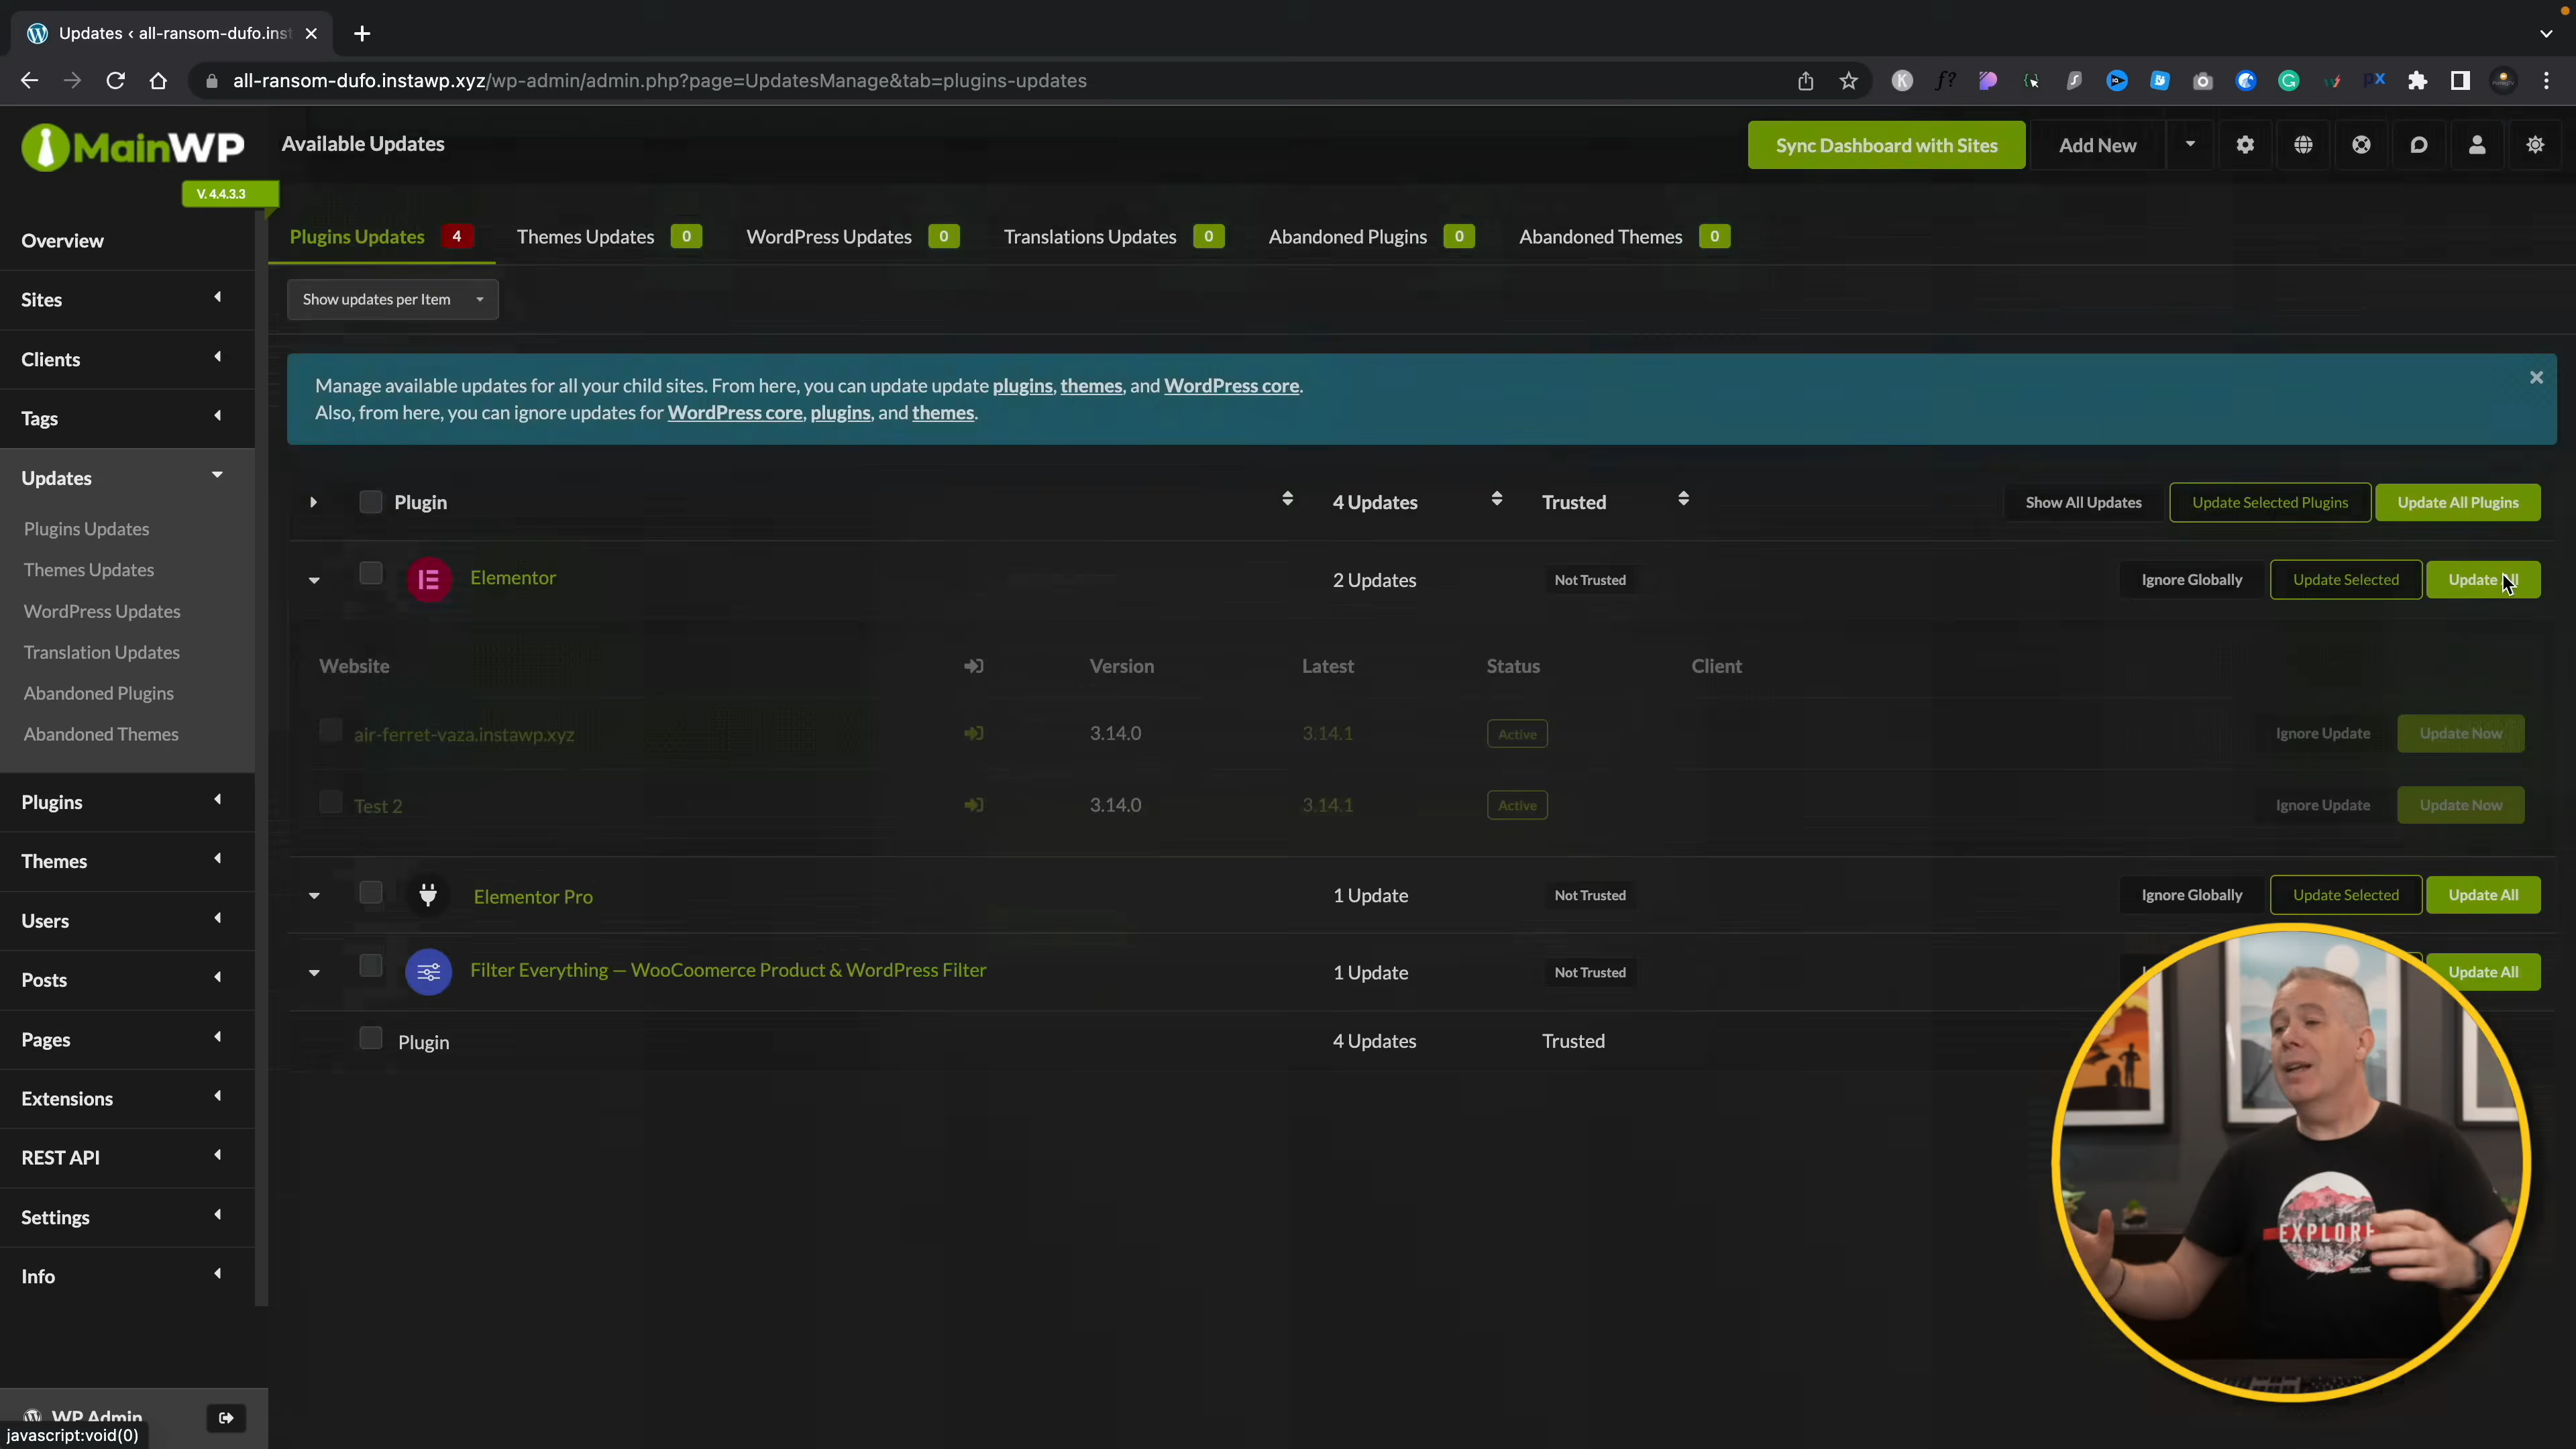 Updates < all-ransom-dufo.inst
all-ransom-dufo.instawp.xyz/wp-admin/admin.php?page=UpdatesManage&tab=plugins-updates
MainWP
V. 4.4.3.3
Available Updates
Sync Dashboard with Sites
Add New
Overview
Sites
Clients
Tags
Updates
Plugins Updates
Themes Updates
WordPress Updates
Translation Updates
Abandoned Plugins
Abandoned Themes
Plugins
Themes
Users
Posts
Pages
Extensions
REST API
Settings
Info
WP Admin
javascript:void(0)
Plugins Updates 4 Themes Updates 0 WordPress Updates 0 Translations Updates 0 Abandoned Plugins 0 Abandoned Themes 0
Show updates per Item
Manage available updates for all your child sites. From here, you can update update plugins, themes, and WordPress core.
Also, from here, you can ignore updates for WordPress core, plugins, and themes.
Plugin 4 Updates Trusted Show All Updates Update Selected Plugins Update All Plugins
Elementor 2 Updates Not Trusted Ignore Globally Update Selected Update All
Website Version Latest Status Client
air-ferret-vaza.instawp.xyz 3.14.0 3.14.1 Active Ignore Update Update Now
Test 2 3.14.0 3.14.1 Active Ignore Update Update Now
Elementor Pro 1 Update Not Trusted Ignore Globally Update Selected Update All
Filter Everything — WooCoomerce Product & WordPress Filter 1 Update Not Trusted Update All
Plugin 4 Updates Trusted
EXPLORE